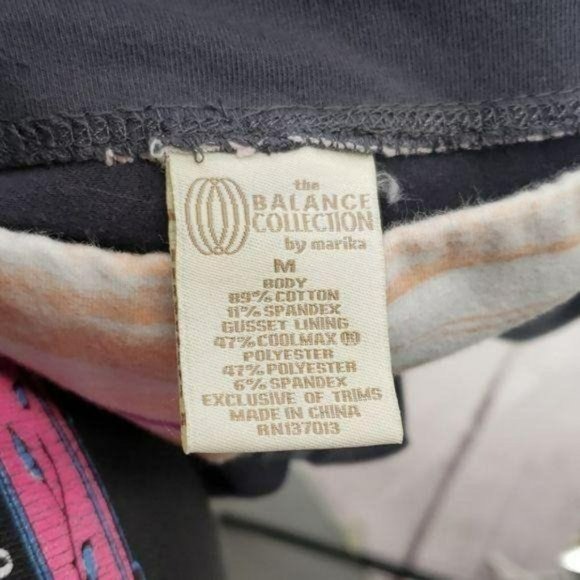 the
BALANCE
COLLECTION
by marika
M
BODY
89% COTTON
11% SPANDEX
GUSSET LINING
47% COOLMAX ®
POLYESTER
47% POLYESTER
6% SPANDEX
EXCLUSIVE OF TRIMS
MADE IN CHINA
RN137013